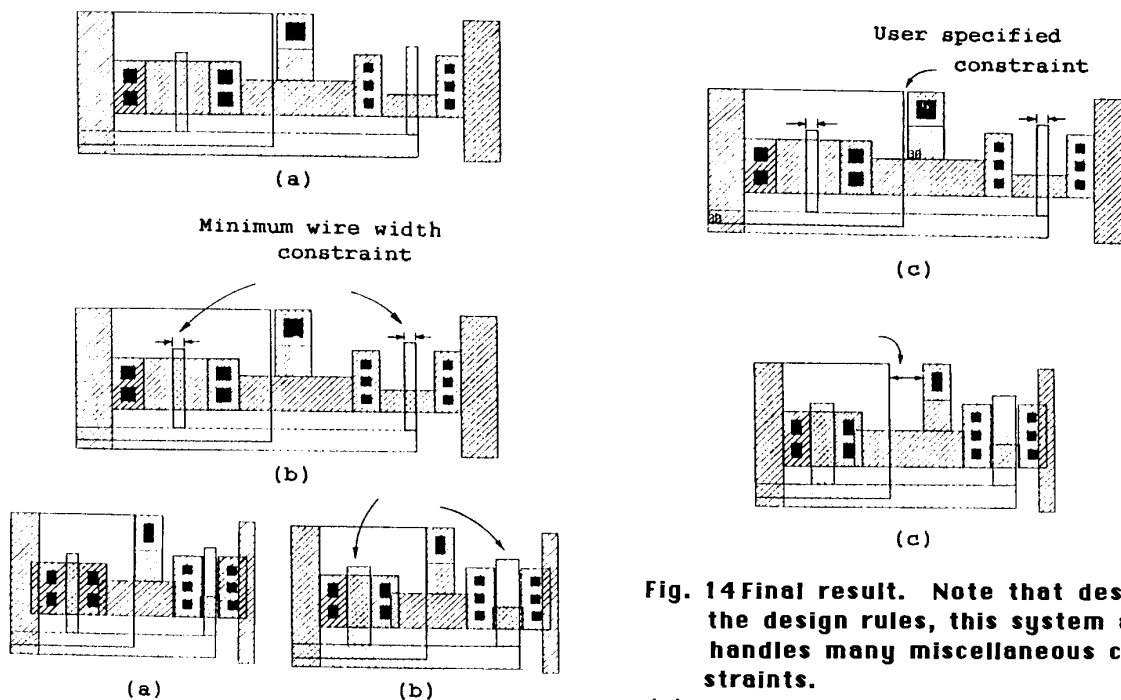 (a)
Minimum wire width
constraint
(b)
(a)
(b)
User specified
constraint
(c)
(c)
Fig. 14 Final result. Note that des
the design rules, this system a
handles many miscellaneous c
straints.